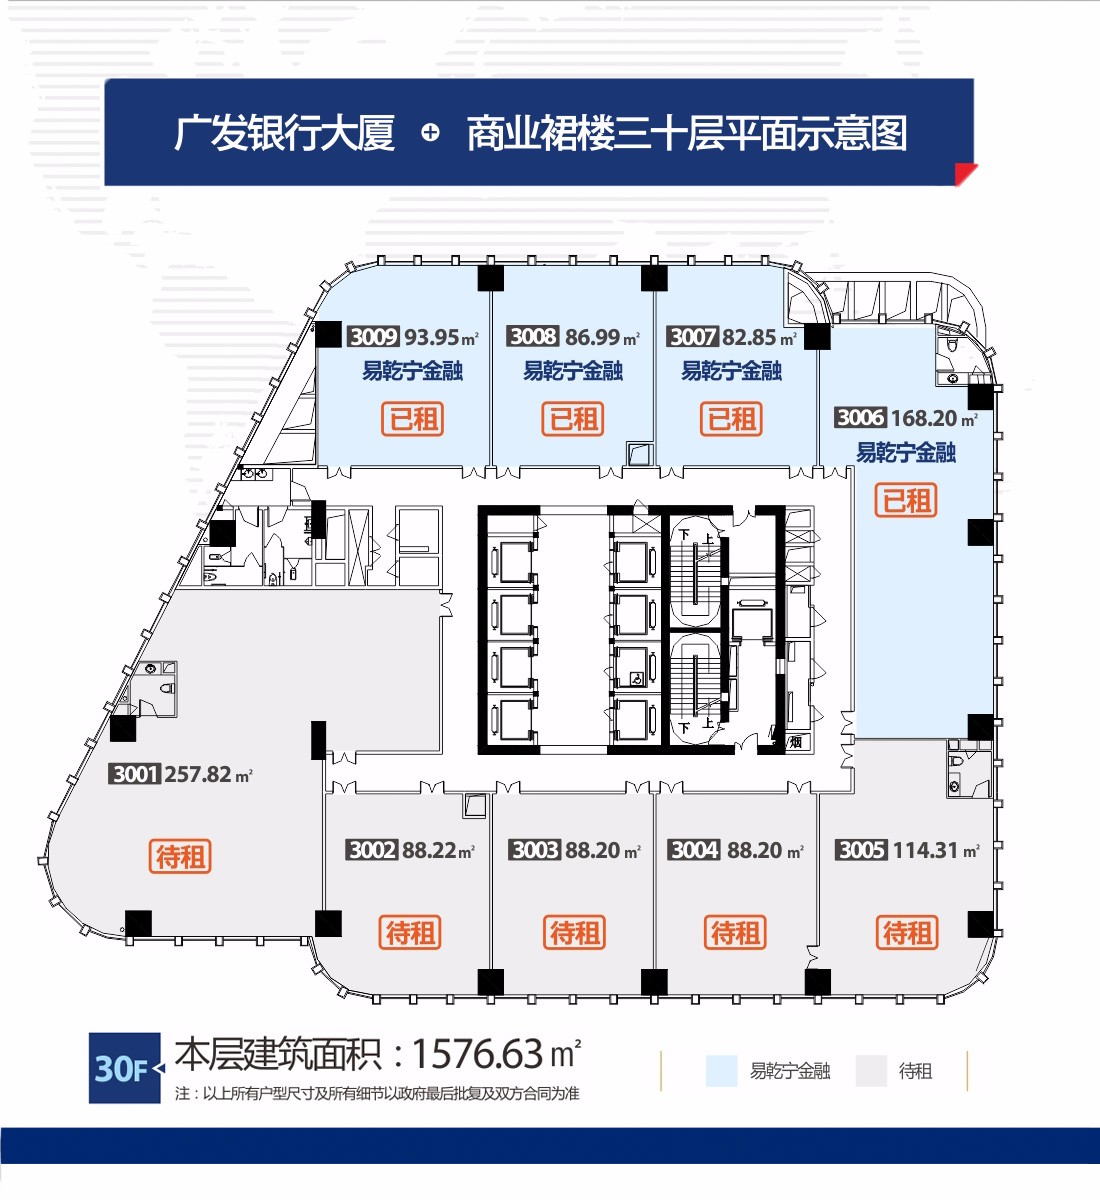 广发银行大厦 ⊕ 商业裙楼三十层平面示意图
3009 93.95㎡
易乾宁金融
已租
3008 86.99㎡
易乾宁金融
已租
3007 82.85㎡
易乾宁金融
已租
3006 168.20㎡
易乾宁金融
已租
下 上
下 上
烟
3001 257.82㎡
待租
3002 88.22㎡
待租
3003 88.20㎡
待租
3004 88.20㎡
待租
3005 114.31㎡
待租
30F
本层建筑面积：1576.63㎡
注：以上所有户型尺寸及所有细节以政府最后批复及双方合同为准
易乾宁金融
待租